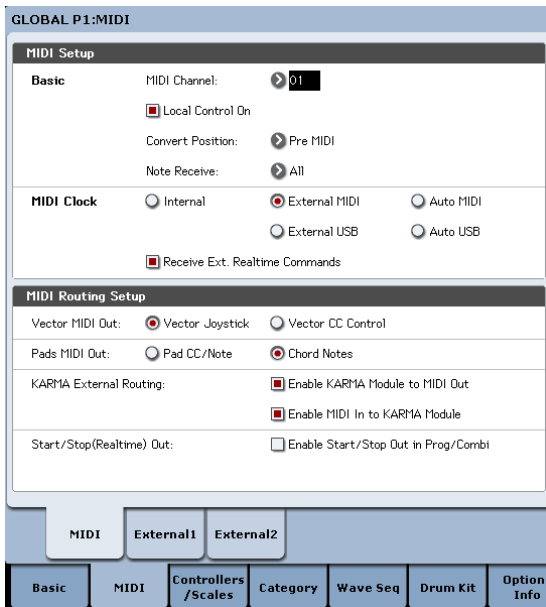 GLOBAL P1:MIDI
MIDI Setup
Basic MIDI Channel: 01
Local Control On
Convert Position: Pre MIDI
Note Receive: All
MIDI Clock Internal External MIDI Auto MIDI
External USB Auto USB
Receive Ext. Realtime Commands
MIDI Routing Setup
Vector MIDI Out: Vector Joystick Vector CC Control
Pads MIDI Out: Pad CC/Note Chord Notes
KARMA External Routing: Enable KARMA Module to MIDI Out
Enable MIDI In to KARMA Module
Start/Stop(Realtime) Out: Enable Start/Stop Out in Prog/Combi
MIDI External1 External2
Basic MIDI Controllers /Scales Category Wave Seq Drum Kit Option Info